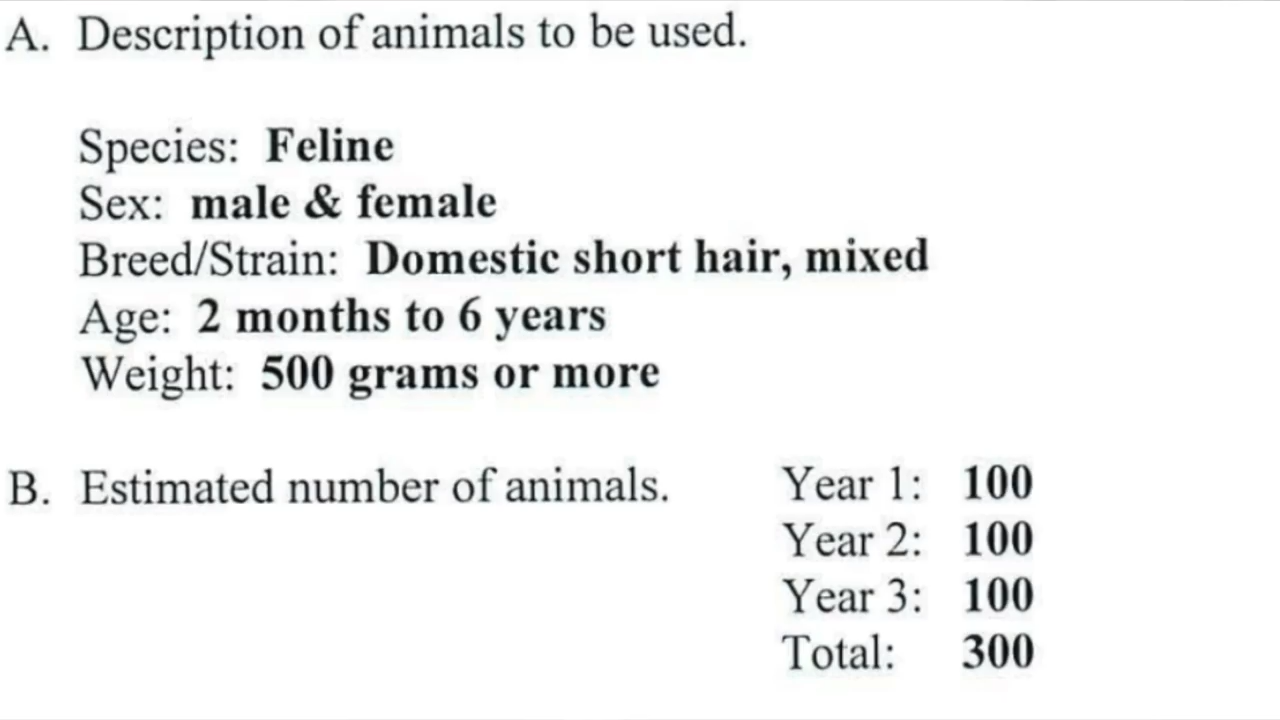 A. Description of animals to be used.
Species: Feline
Sex: male & female
Breed/Strain: Domestic short hair, mixed
Age: 2 months to 6 years
Weight: 500 grams or more
B. Estimated number of animals. Year 1: 100
Year 2: 100
Year 3: 100
Total: 300